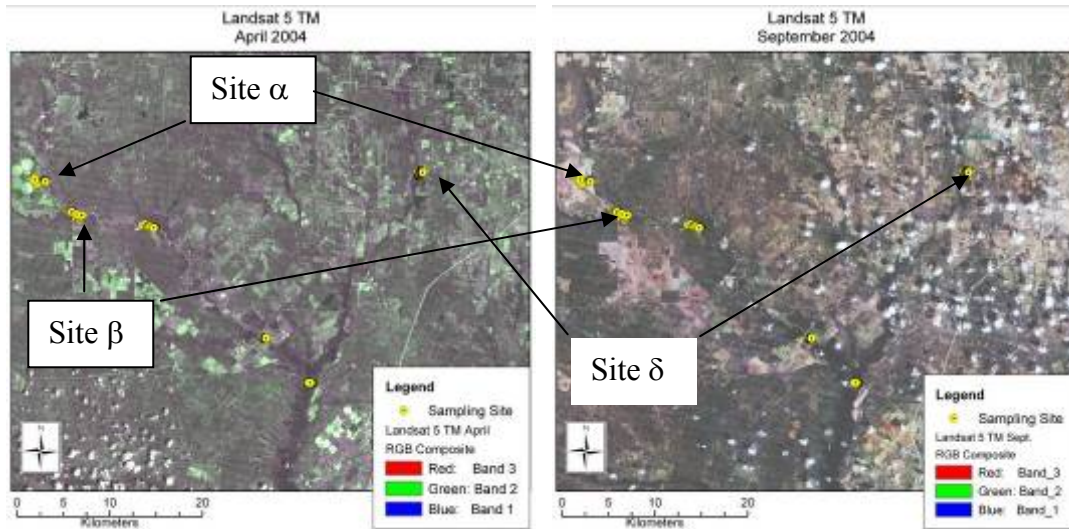 Landsat 5 TM
April 2004
Site α
Site β
Legend
Sampling Site
Landsat 5 TM April
RGB Composite
Red: Band 3
Green: Band 2
Blue: Band 1
N
0 5 10 20
Kilometers
Landsat 5 TM
September 2004
Site δ
Legend
Sampling Site
Landsat 5 TM Sept.
RGB Composite
Red: Band_3
Green: Band_2
Blue: Band_1
N
0 5 10 20
Kilometers